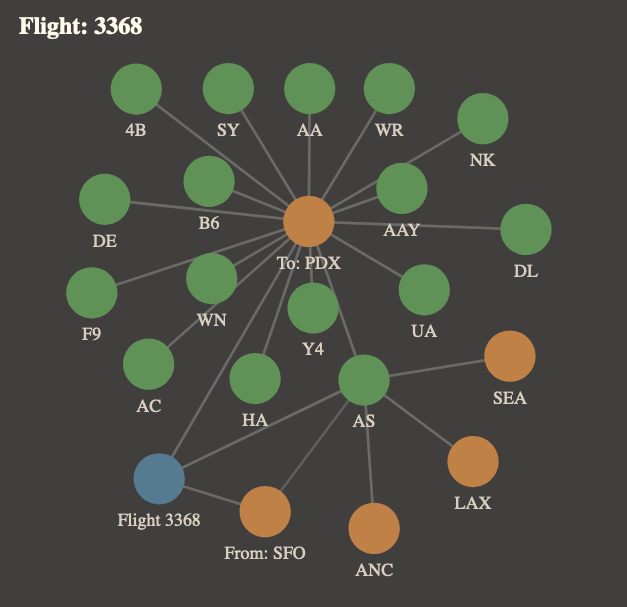 Flight: 3368
4B
SY
AA
WR
NK
B6
AAY
DE
To: PDX
DL
F9
WN
Y4
UA
AC
HA
AS
SEA
LAX
Flight 3368
From: SFO
ANC